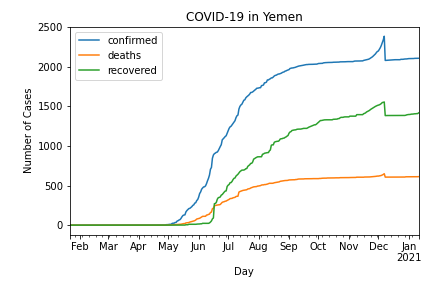 COVID-19 in Yemen
confirmed
deaths
recovered
Number of Cases
2500
2000
1500
1000
500
0
Feb Mar Apr May Jun Jul Aug Sep Oct Nov Dec Jan
2021
Day